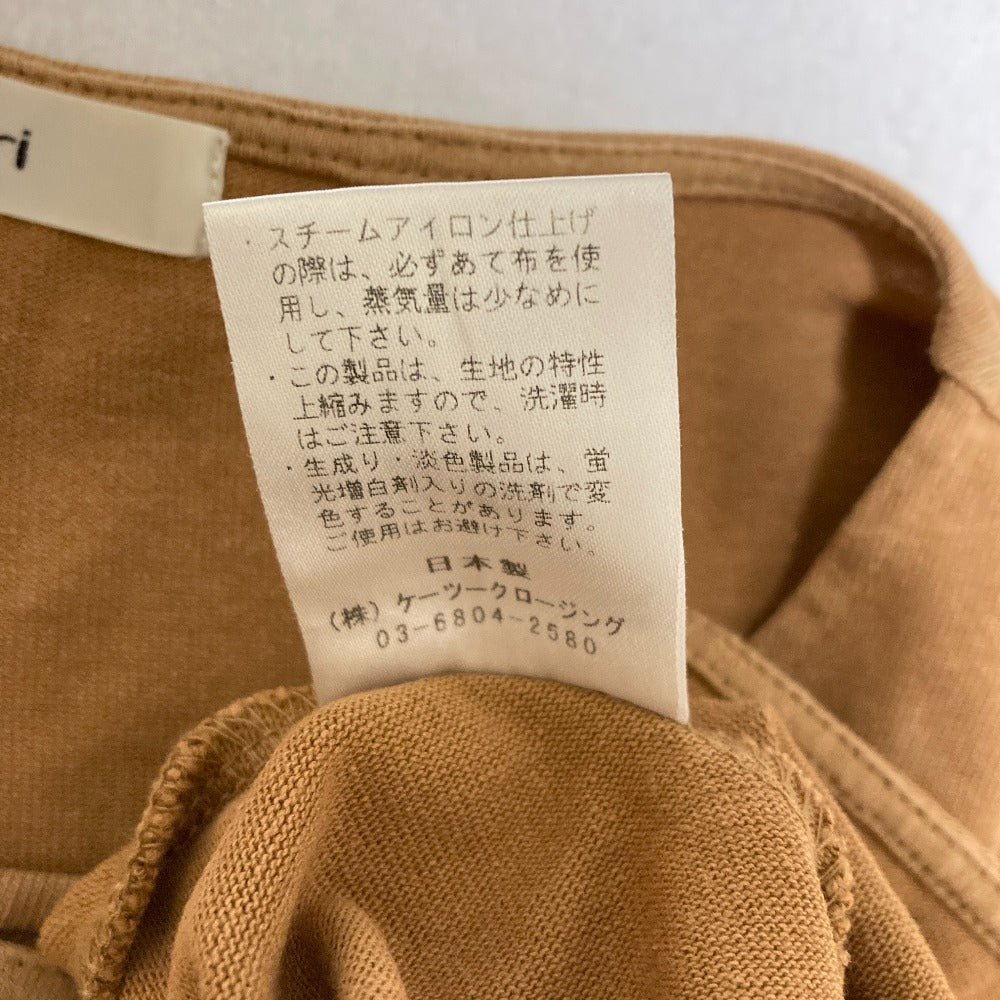 ri
・スチームアイロン仕上げ
の際は、必ずあて布を使
用し、蒸気量は少なめに
して下さい。
・この製品は、生地の特性
上縮みますので、洗濯時
はご注意下さい。
・生成り・淡色製品は、蛍
光増白剤入りの洗剤で変
色することがあります。
ご使用はお避け下さい。
日本製
(株)ケーツークロージング
03-6804-2580